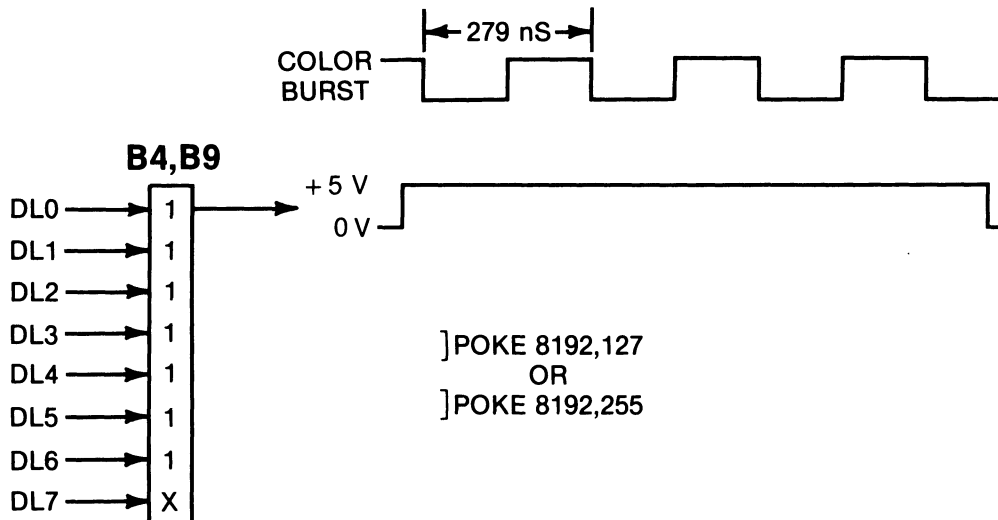 279 nS
COLOR
BURST
B4,B9
+5 V
0 V
DL0 1
DL1 1
DL2 1
DL3 1
DL4 1
DL5 1
DL6 1
DL7 X
]POKE 8192,127
OR
]POKE 8192,255